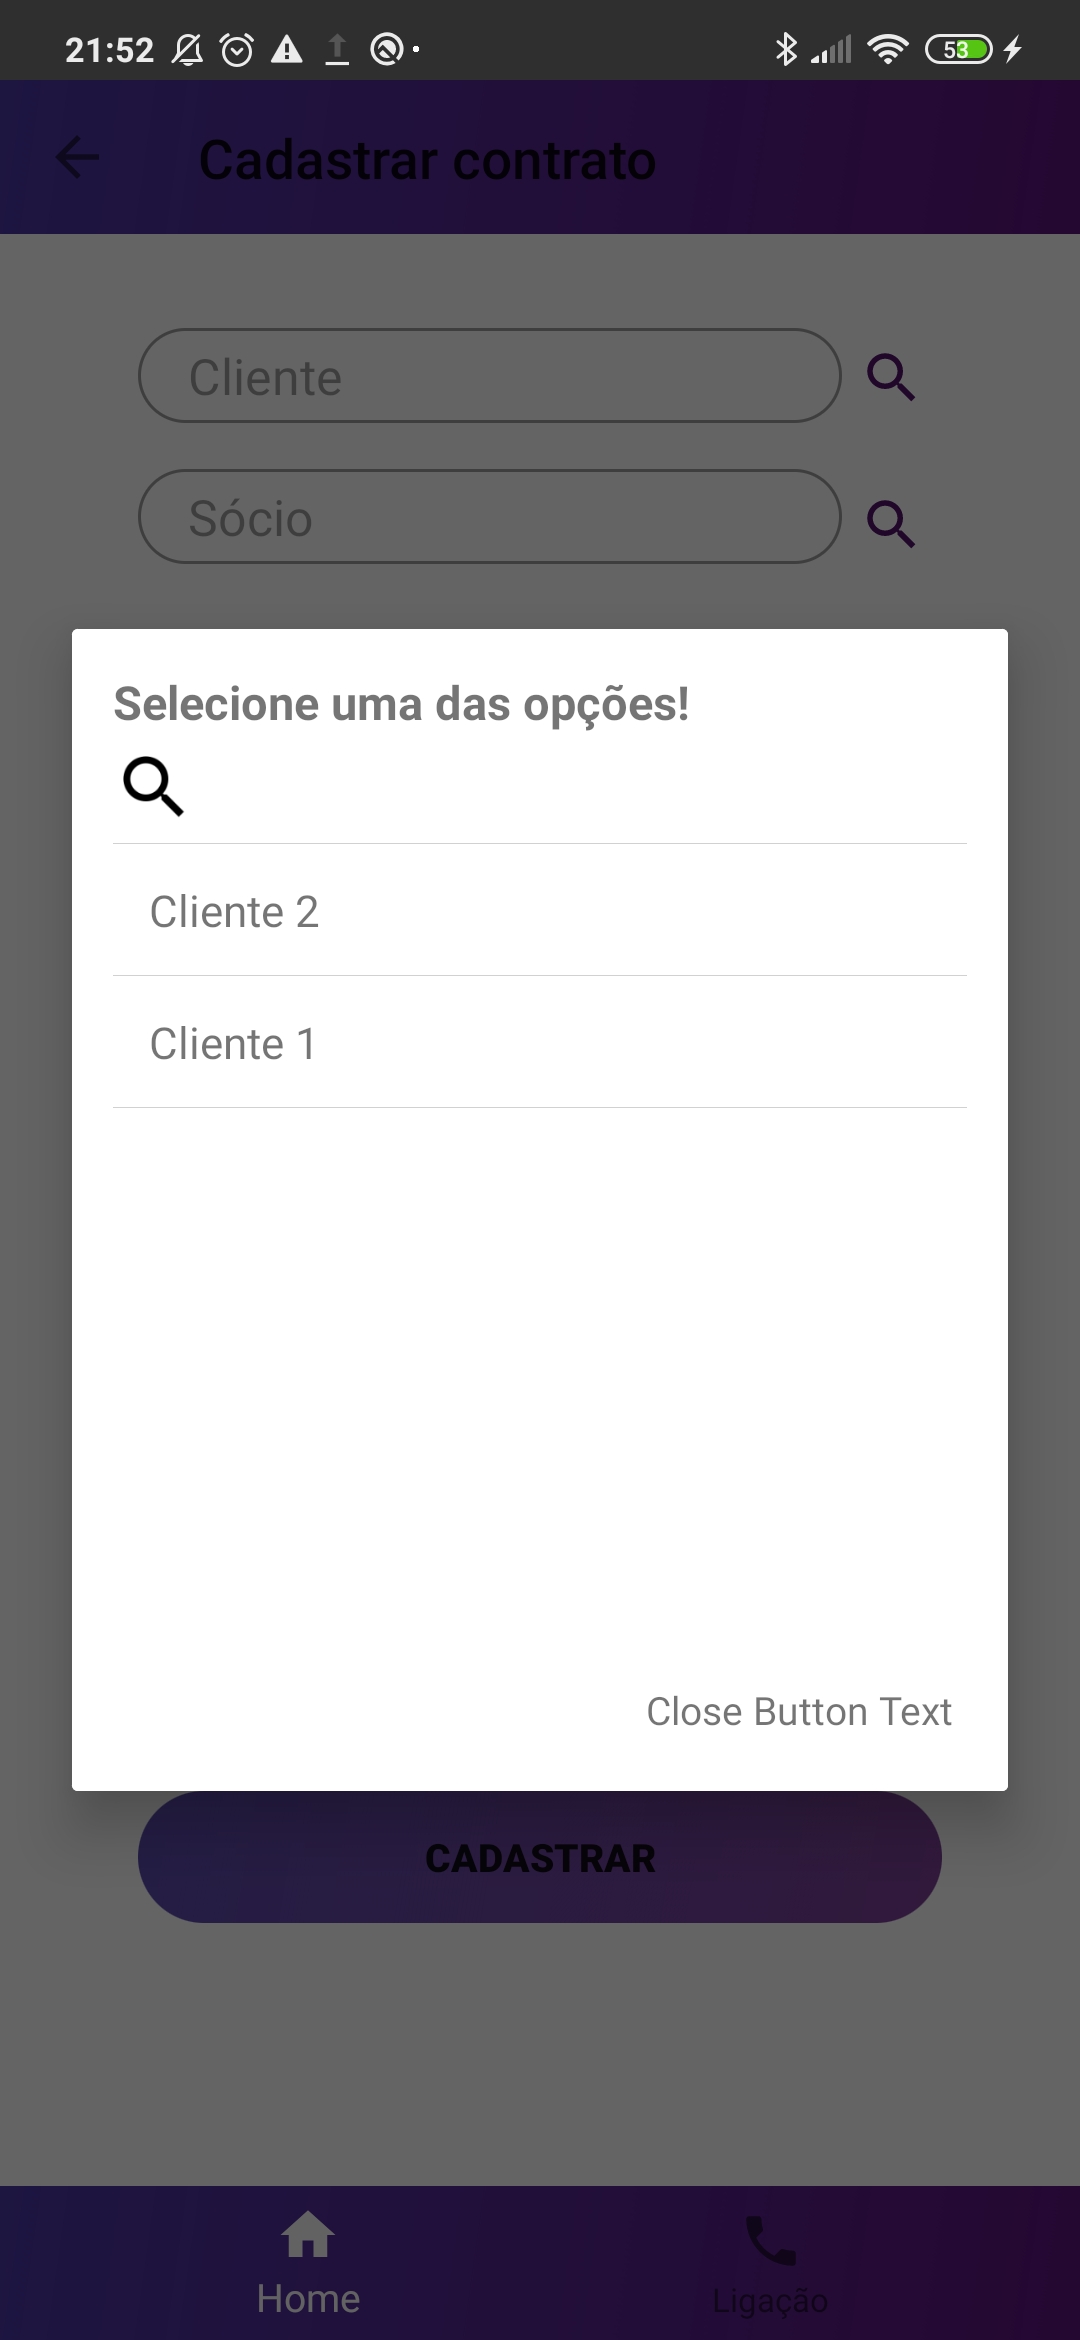 21:52
53
Cadastrar contrato
Cliente
Sócio
Selecione uma das opções!
Cliente 2
Cliente 1
Close Button Text
CADASTRAR
Home
Ligação